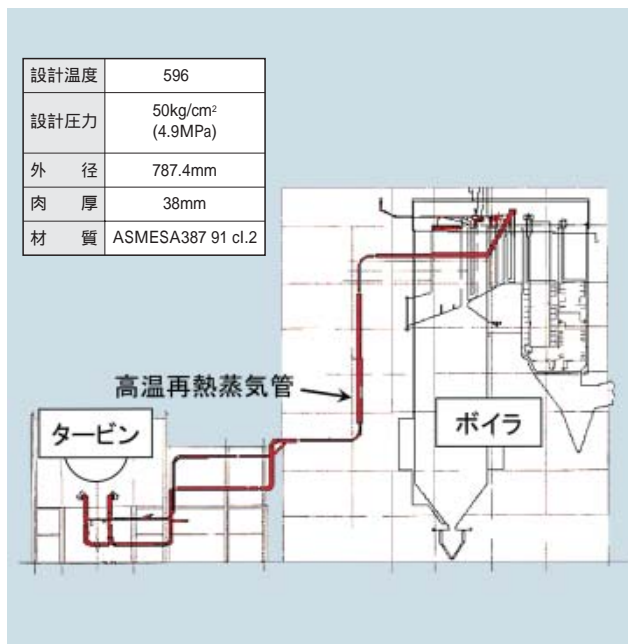 設計温度 596
設計圧力 50kg/cm²
(4.9MPa)
外 径 787.4mm
肉 厚 38mm
材 質 ASMESA387 91 cl.2
高温再熱蒸気管
タービン
ボイラ